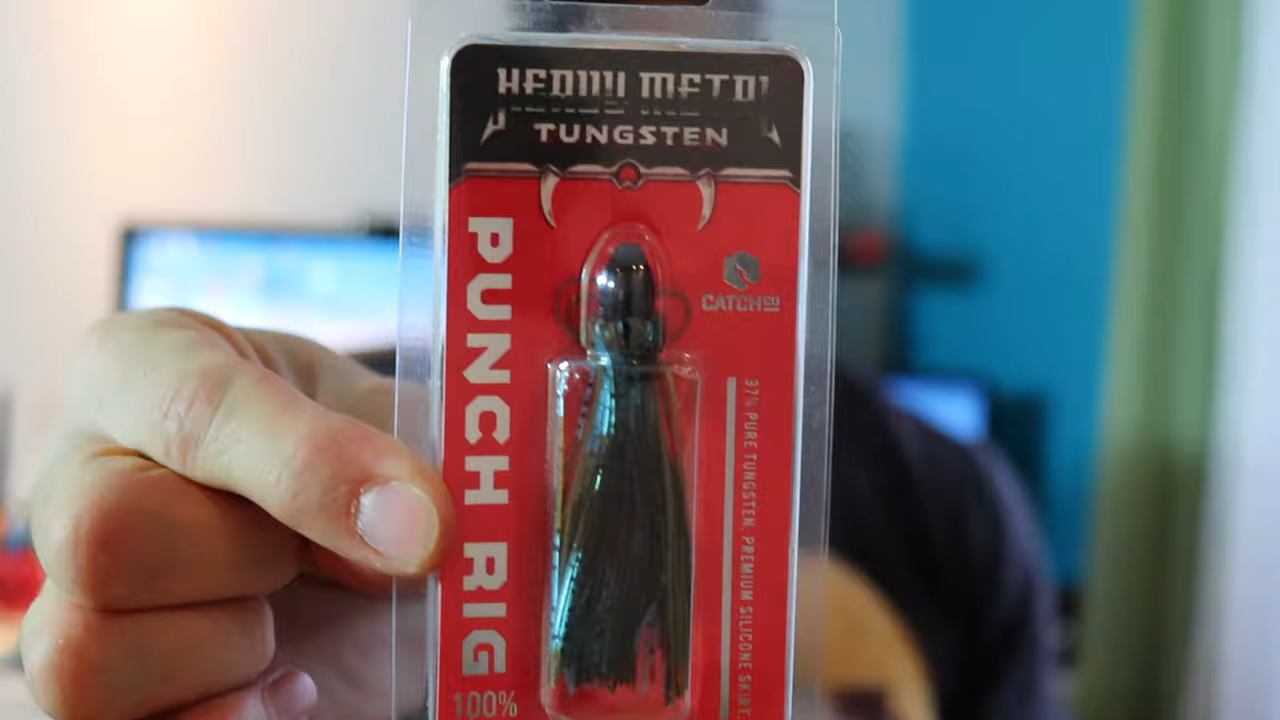 HEAVY METAL
TUNGSTEN
PUNCH RIG
100%
CATCH CO
97% PURE TUNGSTEN, PREMIUM SILICONE SKIRT.